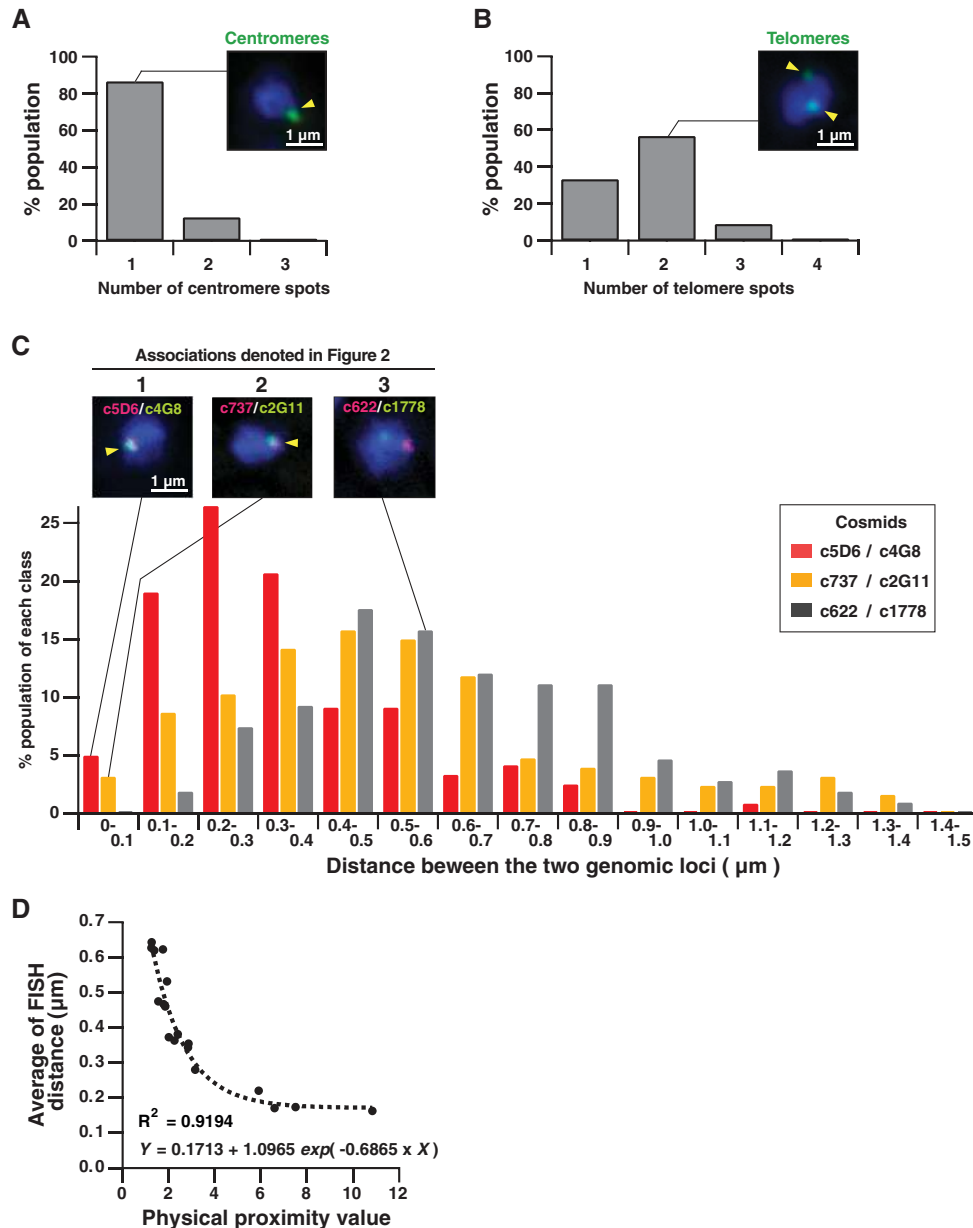 A
Centromeres
100
80
60
40
20
0
% population
1 µm
1 2 3
Number of centromere spots
B
Telomeres
100
80
60
40
20
0
% population
1 µm
1 2 3 4
Number of telomere spots
C
Associations denoted in Figure 2
1 2 3
c5D6/c4G8
c737/c2G11
c622/c1778
1 µm
25
20
15
10
5
0
% population of each class
Cosmids
c5D6 / c4G8
c737 / c2G11
c622 / c1778
0- 0.1- 0.2- 0.3- 0.4- 0.5- 0.6- 0.7- 0.8- 0.9- 1.0- 1.1- 1.2- 1.3- 1.4-
0.1 0.2 0.3 0.4 0.5 0.6 0.7 0.8 0.9 1.0 1.1 1.2 1.3 1.4 1.5
Distance beween the two genomic loci ( µm )
D
0.7
0.6
0.5
0.4
0.3
0.2
0.1
0.0
Average of FISH
distance (µm)
R² = 0.9194
Y = 0.1713 + 1.0965 exp( -0.6865 x X )
0 2 4 6 8 10 12
Physical proximity value